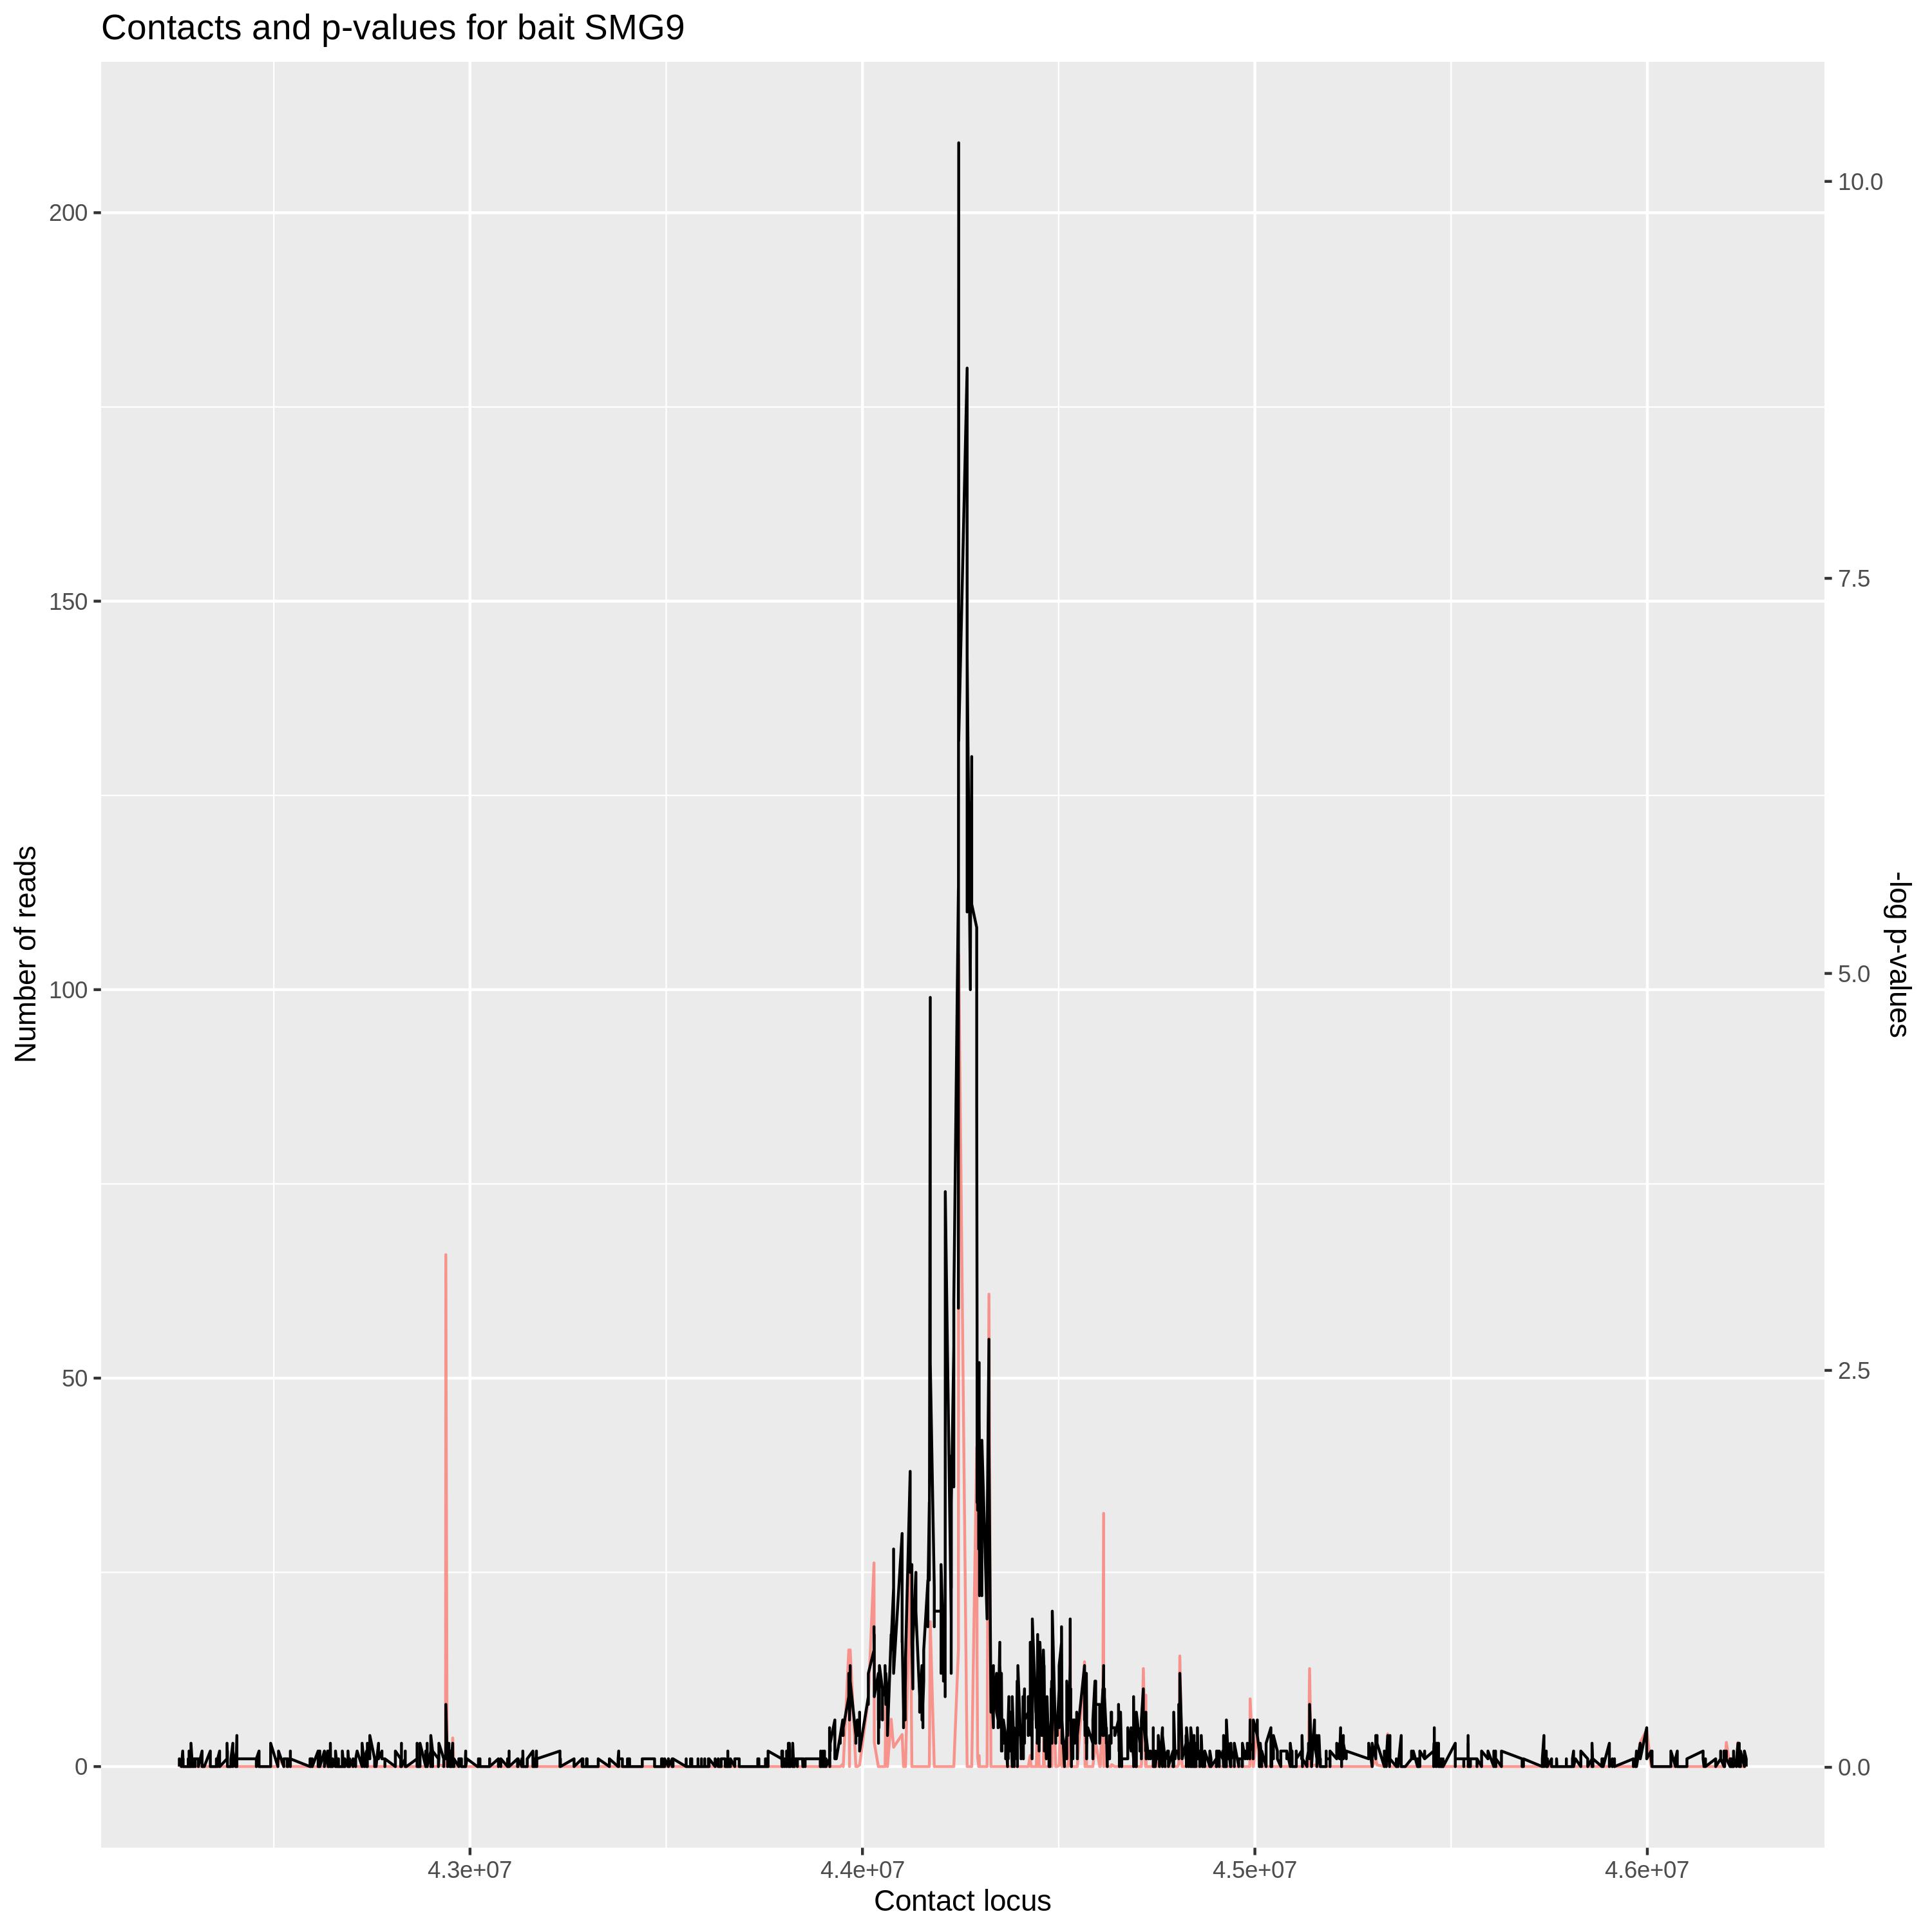 Contacts and p-values for bait SMG9
200
150
100
50
0
Number of reads
10.0
7.5
5.0
2.5
0.0
-log p-values
4.3e+07
4.4e+07
4.5e+07
4.6e+07
Contact locus